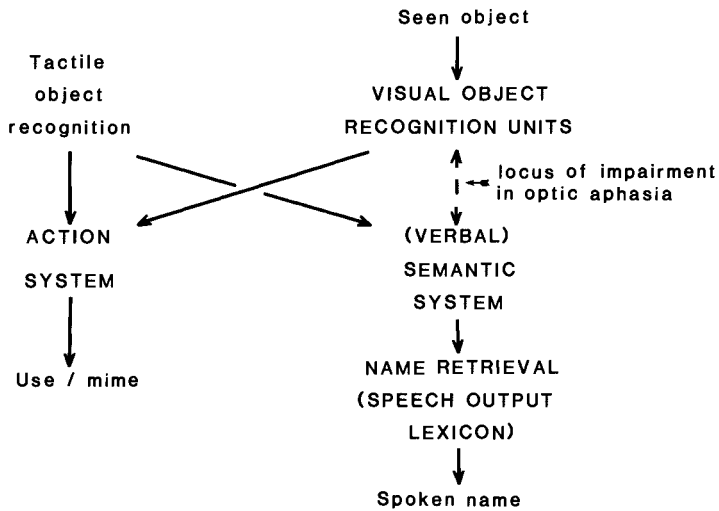 Seen object
Tactile
object
recognition
VISUAL OBJECT
RECOGNITION UNITS
locus of impairment
in optic aphasia
ACTION
SYSTEM
(VERBAL)
SEMANTIC
SYSTEM
Use / mime
NAME RETRIEVAL
(SPEECH OUTPUT
LEXICON)
Spoken name